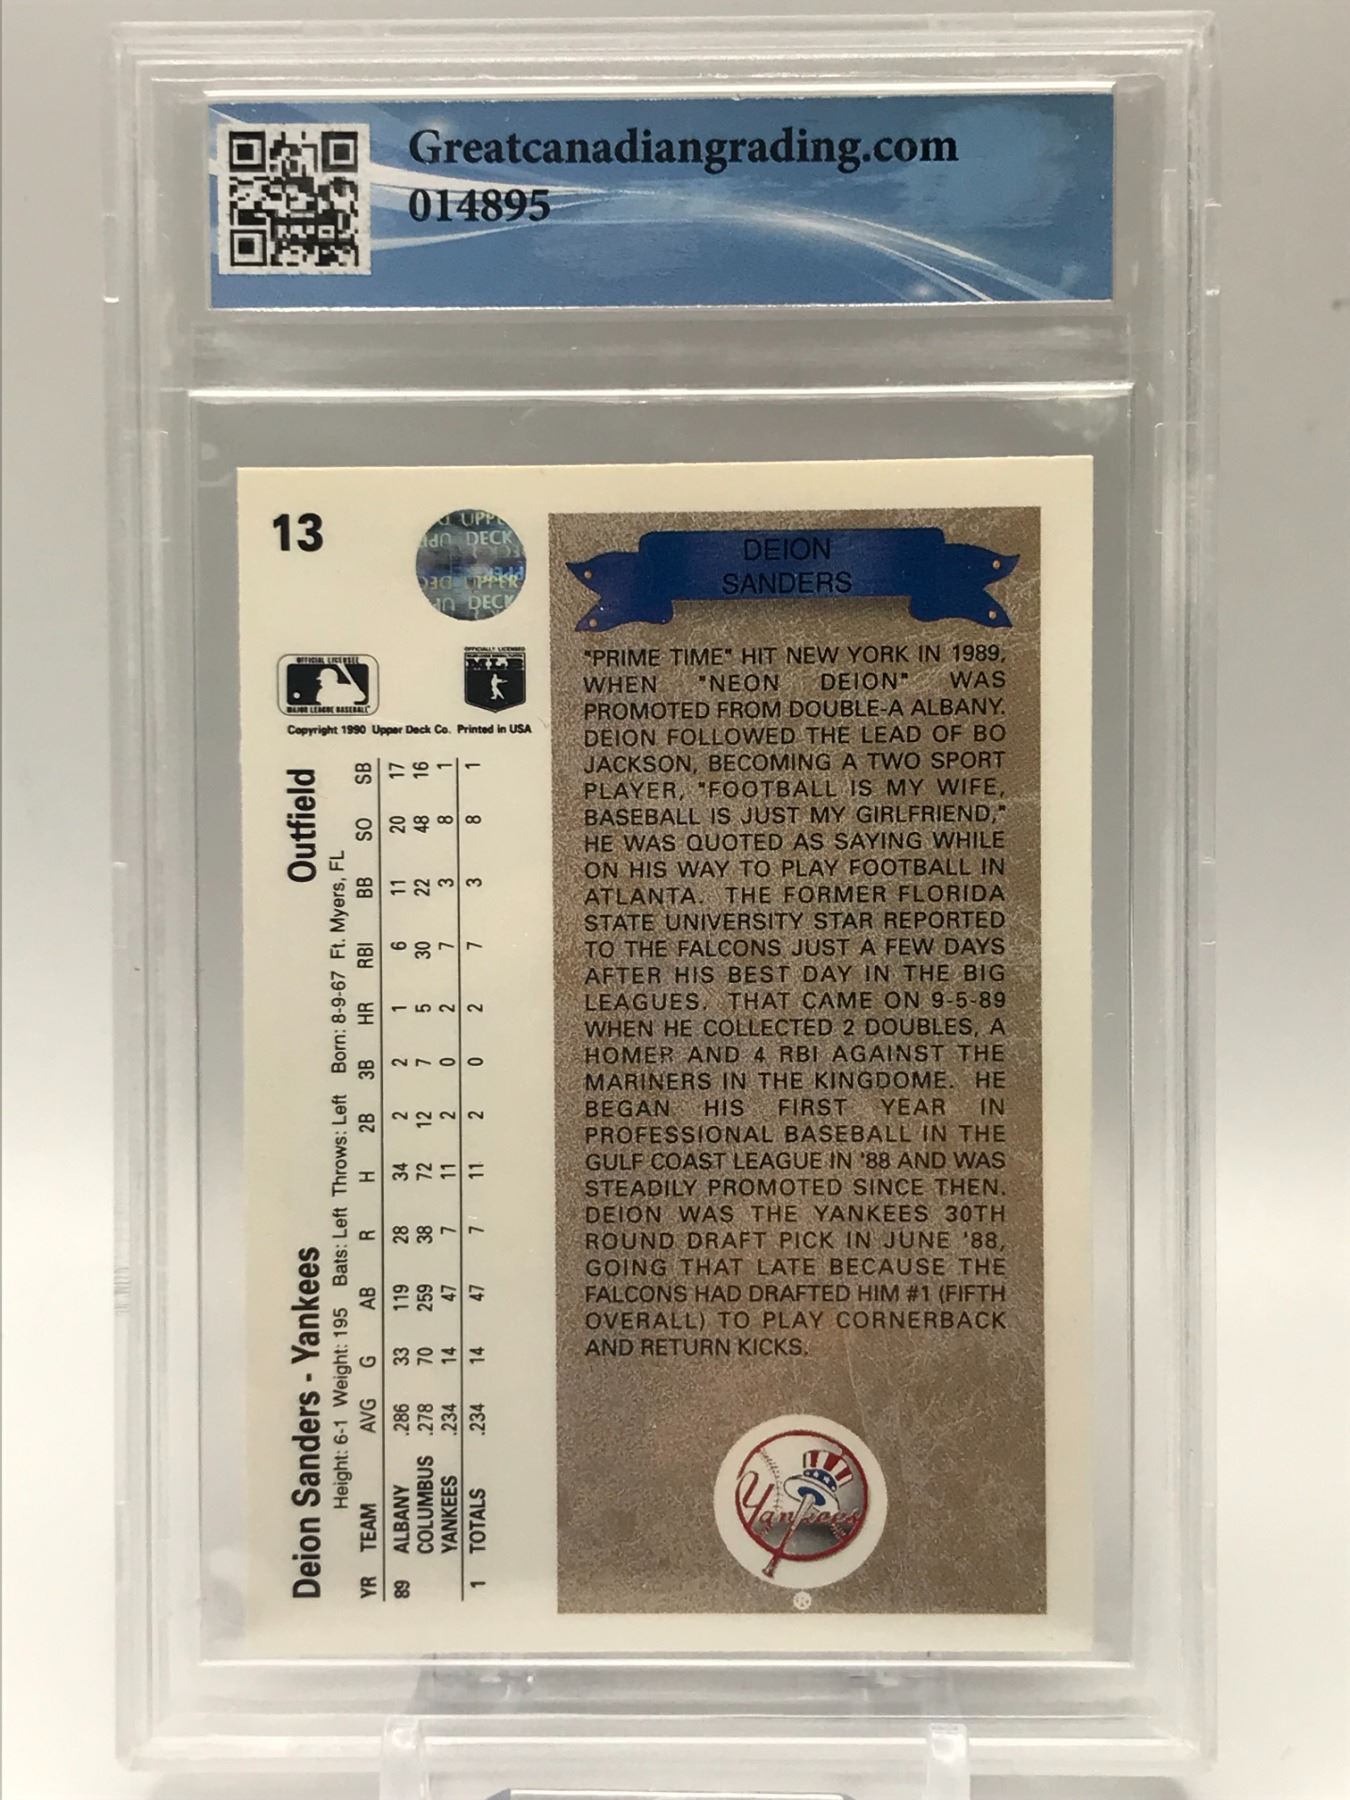 Greatcanadiangrading.com
014895
13
UPPER
DECK
UPPER
DECK
OFFICIAL LICENSEE
MAJOR LEAGUE BASEBALL
OFFICIALLY LICENSED
MLB
Copyright 1990 Upper Deck Co. Printed in USA
Deion Sanders - Yankees Outfield
Height: 6-1 Weight: 195 Bats: Left Throws: Left Born: 8-9-67 Ft. Myers, FL
YR TEAM AVG G AB R H 2B 3B HR RBI BB SO SB
89 ALBANY .286 33 119 28 34 2 2 1 6 11 20 17
COLUMBUS .278 70 259 38 72 12 7 5 30 22 48 16
YANKEES .234 14 47 7 11 2 0 2 7 3 8 1
1 TOTALS .234 14 47 7 11 2 0 2 7 3 8 1
DEION
SANDERS
"PRIME TIME" HIT NEW YORK IN 1989,
WHEN "NEON DEION" WAS
PROMOTED FROM DOUBLE-A ALBANY.
DEION FOLLOWED THE LEAD OF BO
JACKSON, BECOMING A TWO SPORT
PLAYER, "FOOTBALL IS MY WIFE,
BASEBALL IS JUST MY GIRLFRIEND,"
HE WAS QUOTED AS SAYING WHILE
ON HIS WAY TO PLAY FOOTBALL IN
ATLANTA. THE FORMER FLORIDA
STATE UNIVERSITY STAR REPORTED
TO THE FALCONS JUST A FEW DAYS
AFTER HIS BEST DAY IN THE BIG
LEAGUES. THAT CAME ON 9-5-89
WHEN HE COLLECTED 2 DOUBLES, A
HOMER AND 4 RBI AGAINST THE
MARINERS IN THE KINGDOME. HE
BEGAN HIS FIRST YEAR IN
PROFESSIONAL BASEBALL IN THE
GULF COAST LEAGUE IN '88 AND WAS
STEADILY PROMOTED SINCE THEN.
DEION WAS THE YANKEES 30TH
ROUND DRAFT PICK IN JUNE '88,
GOING THAT LATE BECAUSE THE
FALCONS HAD DRAFTED HIM #1 (FIFTH
OVERALL) TO PLAY CORNERBACK
AND RETURN KICKS.
Yankees
®